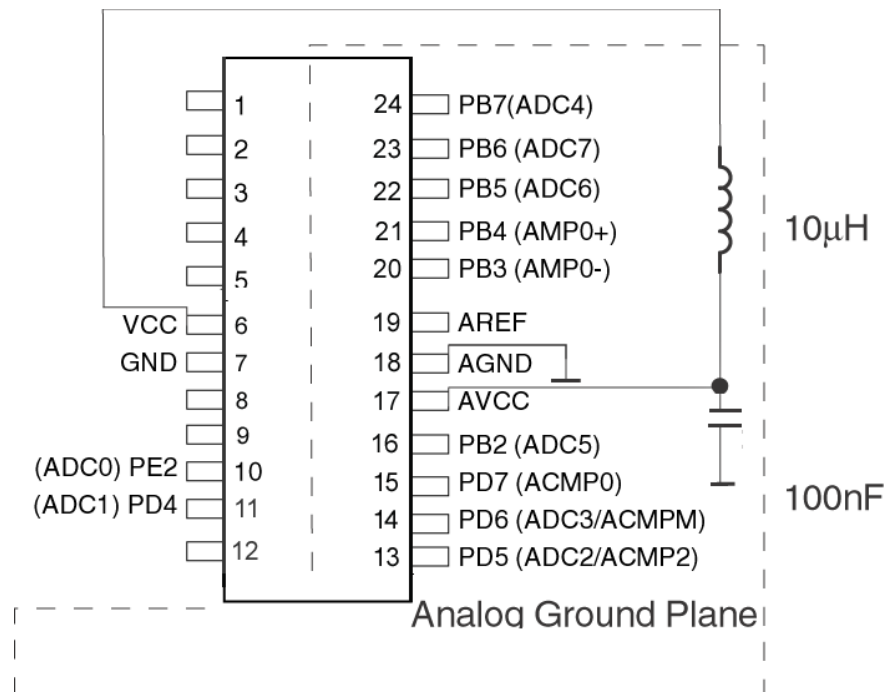 1
2
3
4
5
VCC 6
GND 7
8
9
(ADC0) PE2 10
(ADC1) PD4 11
12
24 PB7(ADC4)
23 PB6 (ADC7)
22 PB5 (ADC6)
21 PB4 (AMP0+)
20 PB3 (AMP0-)
19 AREF
18 AGND
17 AVCC
16 PB2 (ADC5)
15 PD7 (ACMP0)
14 PD6 (ADC3/ACMPM)
13 PD5 (ADC2/ACMP2)
10μH
100nF
Analog Ground Plane